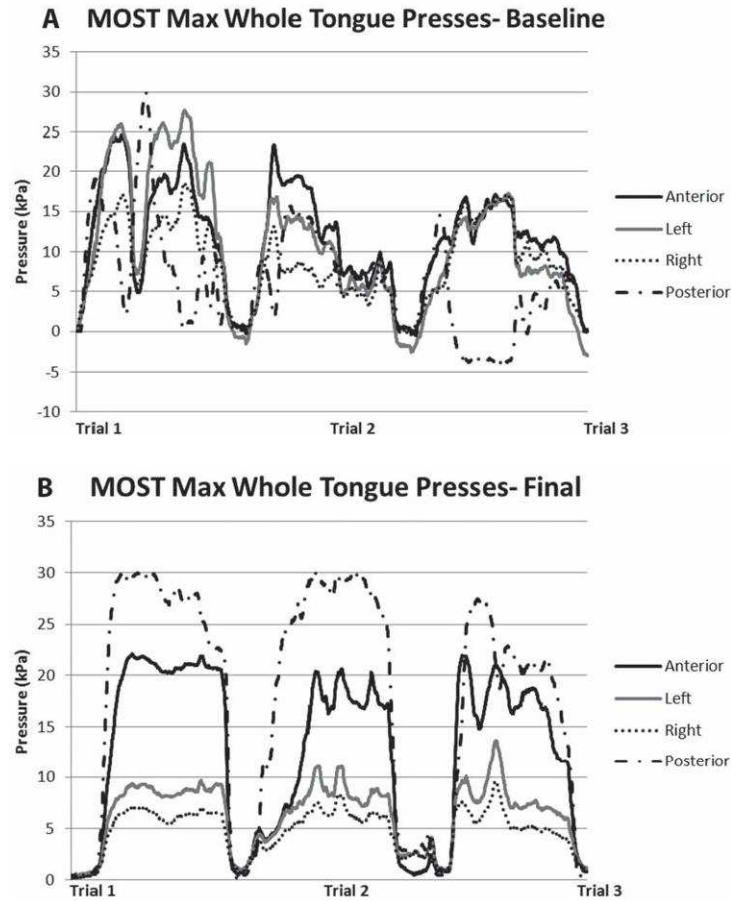 A MOST Max Whole Tongue Presses- Baseline
35
30
25
20
15
10
5
0
-5
-10
Pressure (kPa)
Trial 1 Trial 2 Trial 3
Anterior
Left
Right
Posterior
B MOST Max Whole Tongue Presses- Final
35
30
25
20
15
10
5
0
Pressure (kPa)
Trial 1 Trial 2 Trial 3
Anterior
Left
Right
Posterior